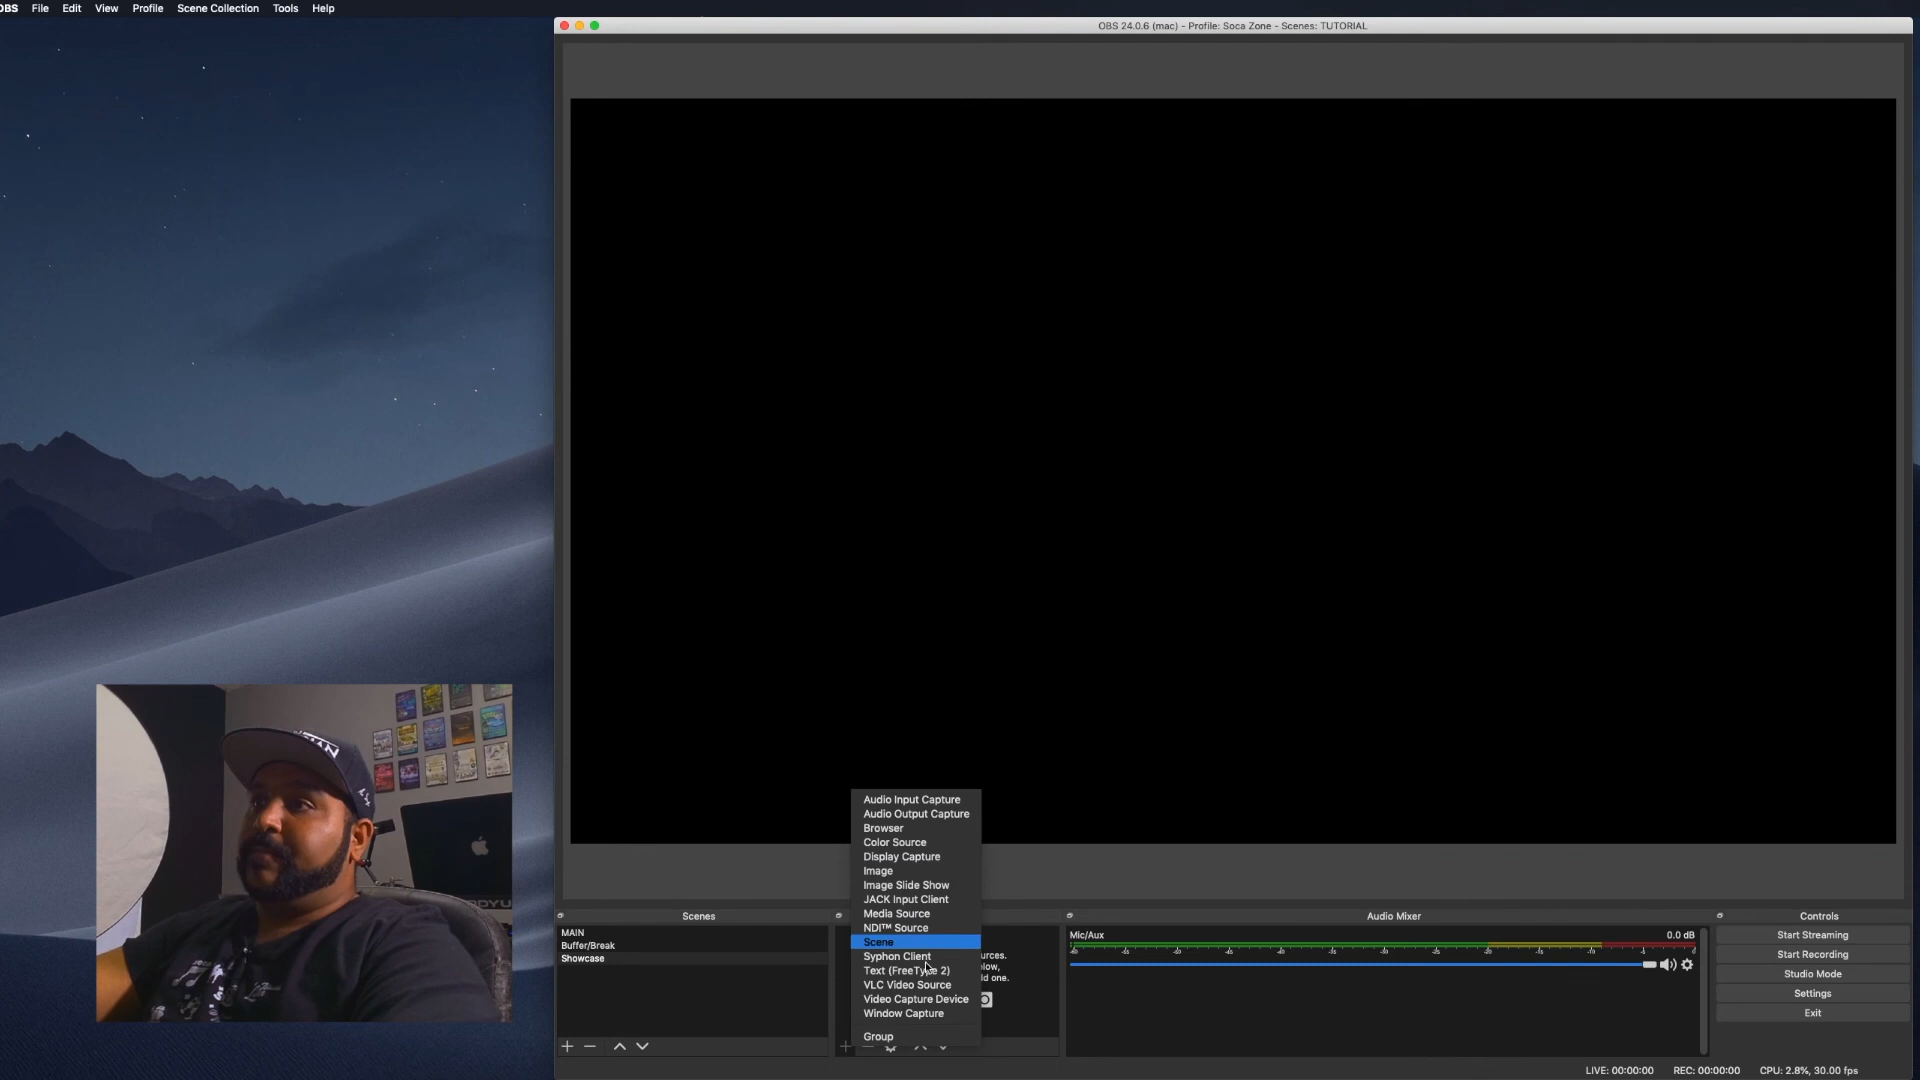 OBS File Edit View Profile Scene Collection Tools Help
OBS 24.0.6 (mac) - Profile: Soca Zone - Scenes: TUTORIAL
Audio Input Capture
Audio Output Capture
Browser
Color Source
Display Capture
Image
Image Slide Show
JACK Input Client
Media Source
NDI™ Source
Scene
Syphon Client
Text (FreeType 2)
VLC Video Source
Video Capture Device
Window Capture
Group
Scenes
MAIN
Buffer/Break
Showcase
Audio Mixer
Mic/Aux 0.0 dB
Controls
Start Streaming
Start Recording
Studio Mode
Settings
Exit
LIVE: 00:00:00 REC: 00:00:00 CPU: 2.8%, 30.00 fps